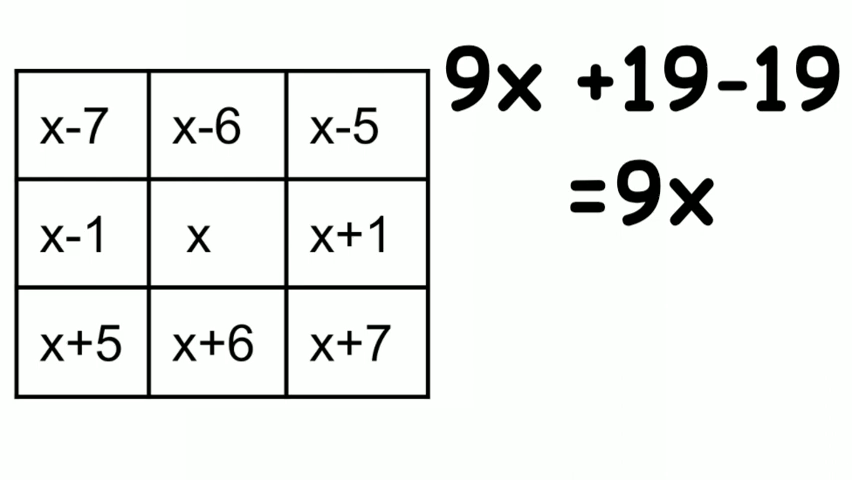 x-7 x-6 x-5
x-1 x x+1
x+5 x+6 x+7
9x +19-19
=9x